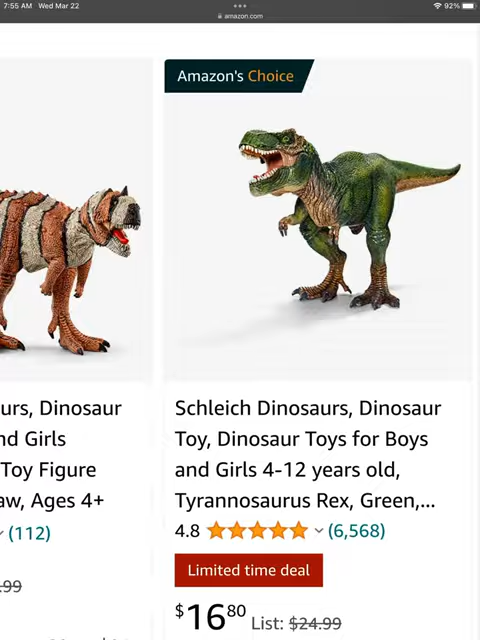 7:55 AM Wed Mar 22
92%
amazon.com
Amazon's Choice
urs, Dinosaur
nd Girls
Toy Figure
aw, Ages 4+
(112)
.99
Schleich Dinosaurs, Dinosaur
Toy, Dinosaur Toys for Boys
and Girls 4-12 years old,
Tyrannosaurus Rex, Green,...
4.8 (6,568)
Limited time deal
$16.80 List: $24.99